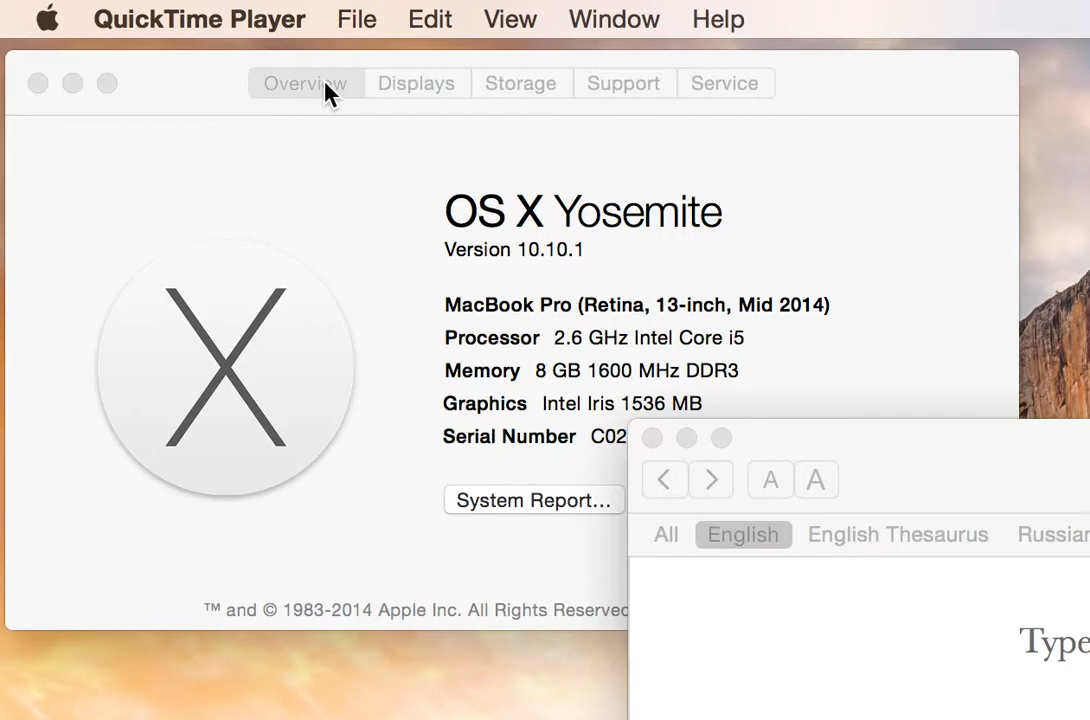 QuickTime Player File Edit View Window Help
Overview Displays Storage Support Service
OS X Yosemite
Version 10.10.1
MacBook Pro (Retina, 13-inch, Mid 2014)
Processor 2.6 GHz Intel Core i5
Memory 8 GB 1600 MHz DDR3
Graphics Intel Iris 1536 MB
Serial Number C02
System Report...
™ and © 1983-2014 Apple Inc. All Rights Reserved
A A
All English English Thesaurus Russian
Type